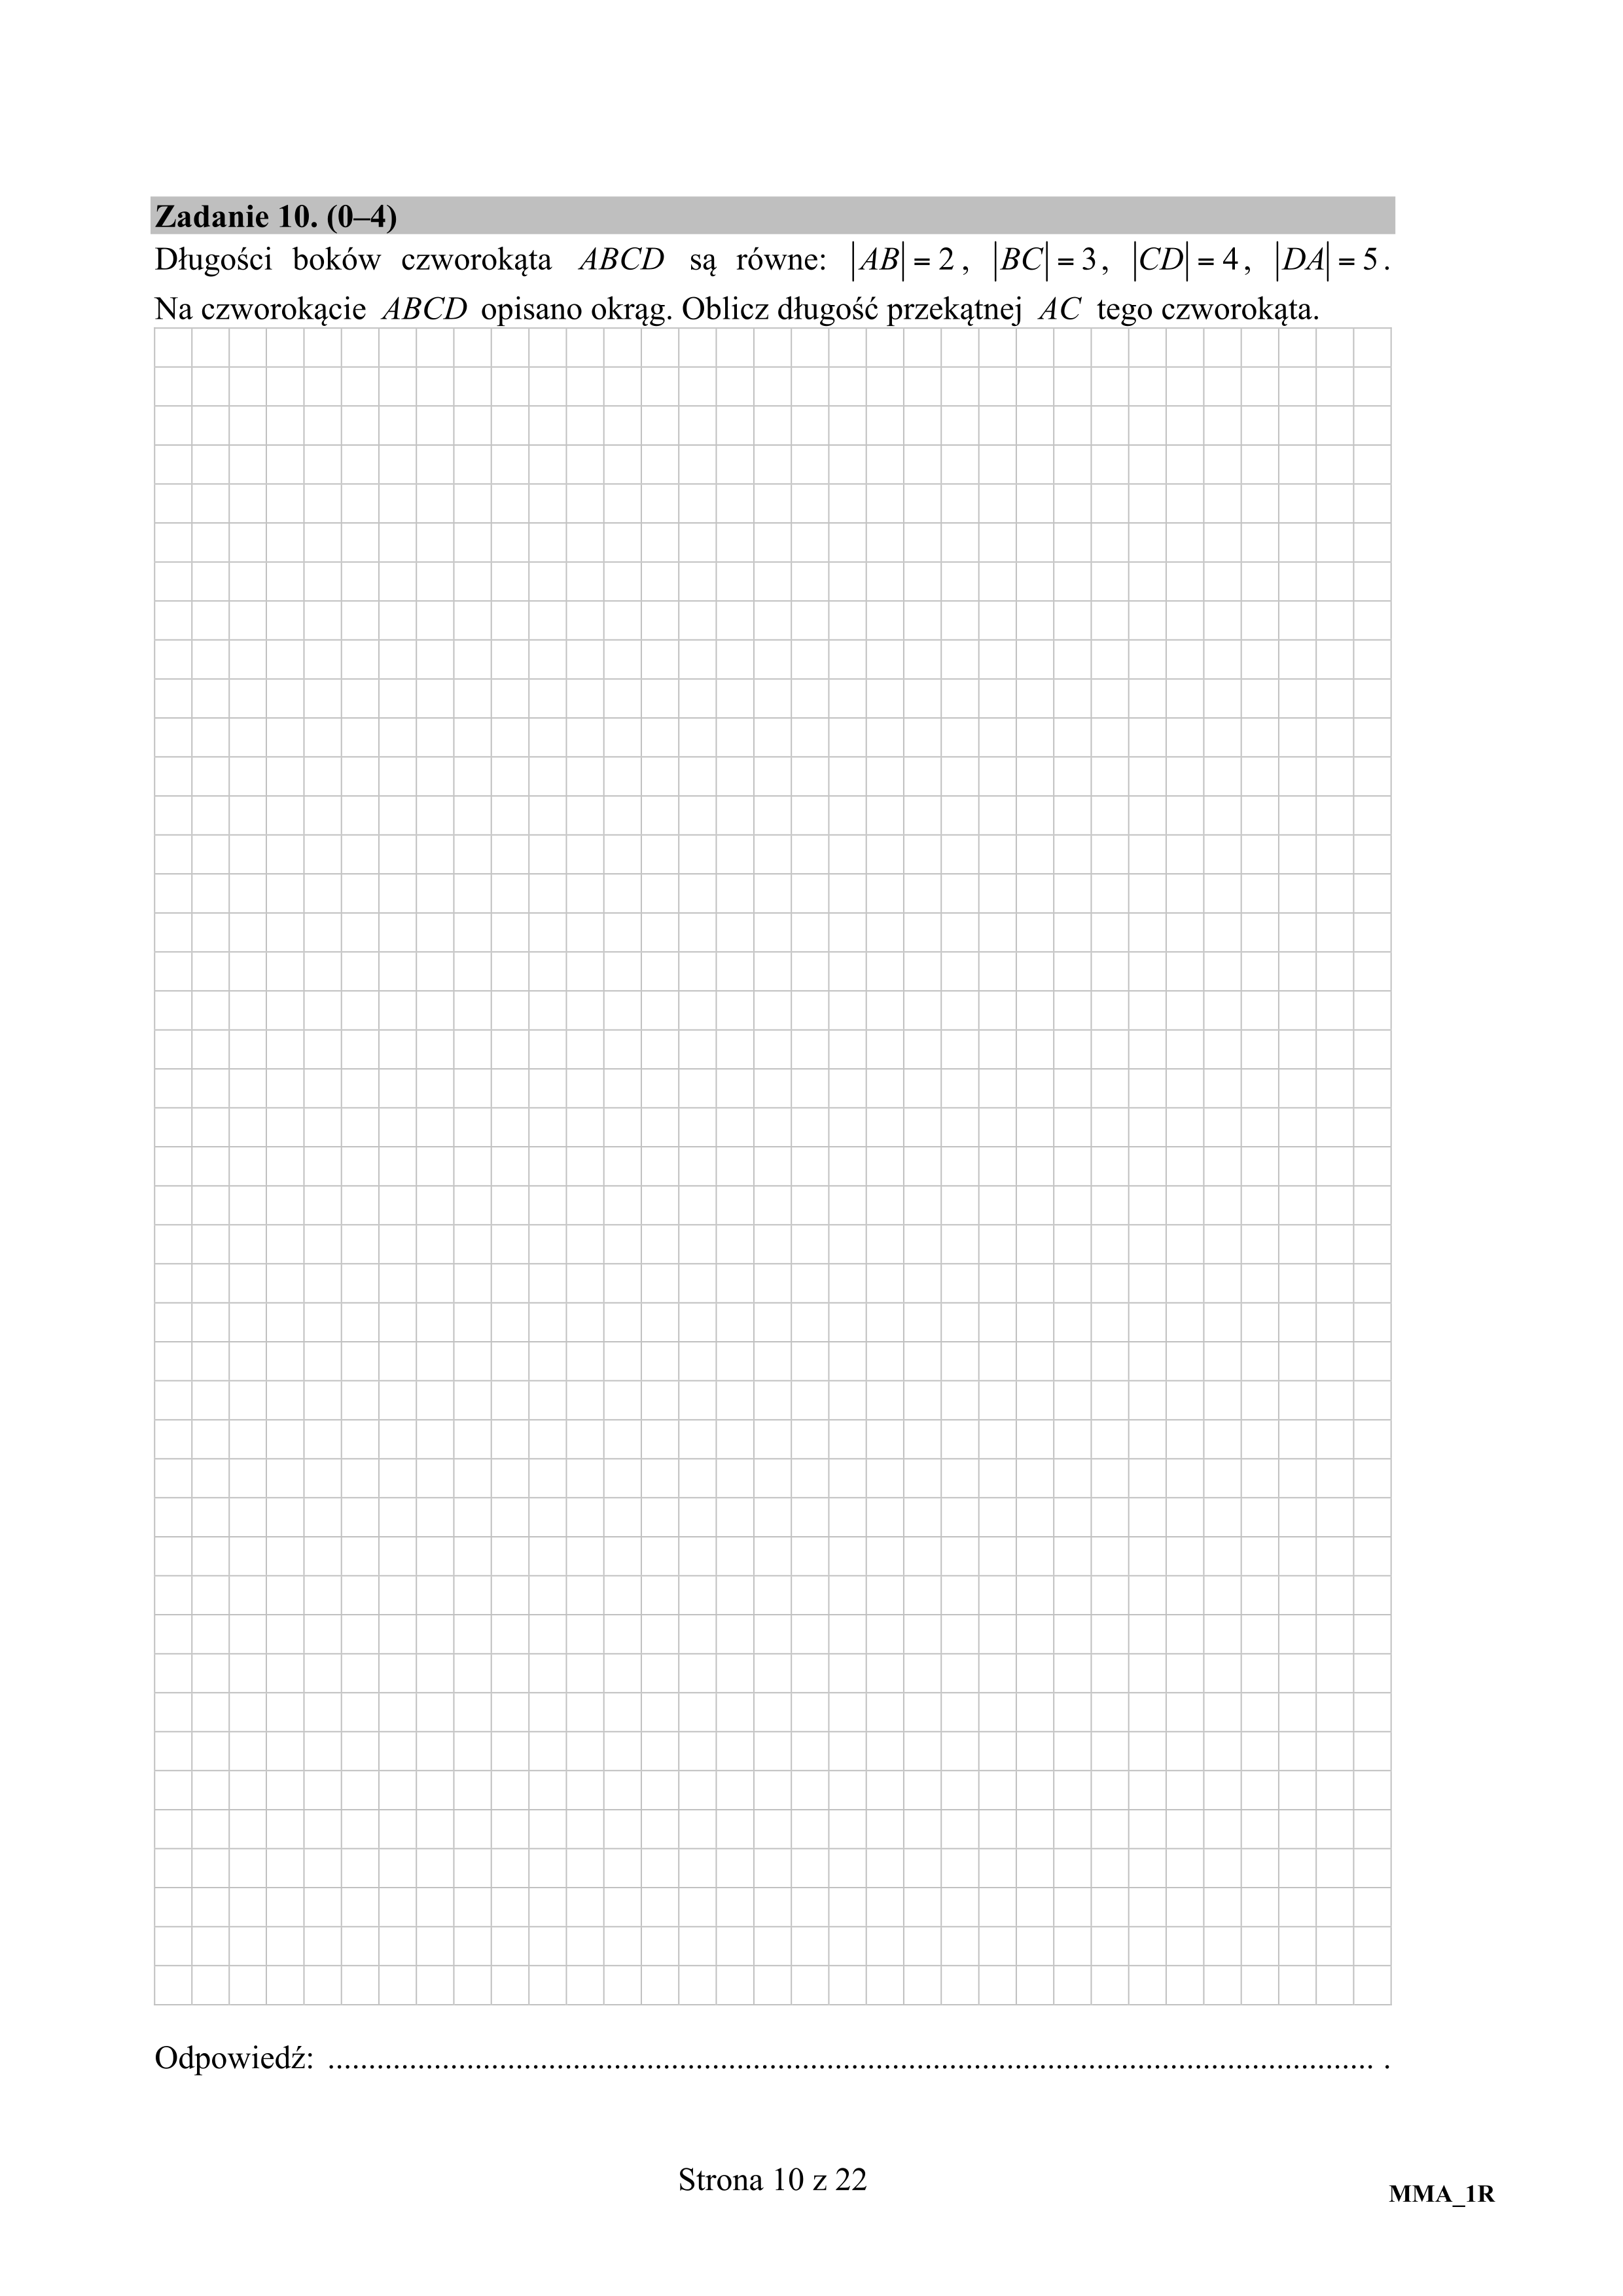 Zadanie 10. (0–4)
Długości boków czworokąta ABCD są równe: |AB| = 2, |BC| = 3, |CD| = 4, |DA| = 5.
Na czworokącie ABCD opisano okrąg. Oblicz długość przekątnej AC tego czworokąta.
Odpowiedź: ................................................................................................................................ .
Strona 10 z 22
MMA_1R